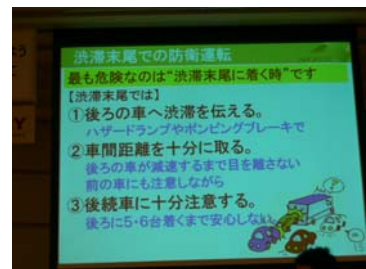 渋滞末尾での防衛運転
最も危険なのは“渋滞末尾に着く時”です
【渋滞末尾では】
①後ろの車へ渋滞を伝える。
ハザードランプやポンピングブレーキで
②車間距離を十分に取る。
後ろの車が減速するまで目を離さない
前の車にも注意しながら
③後続車に十分注意する。
後ろに5・6台着くまで安心しない